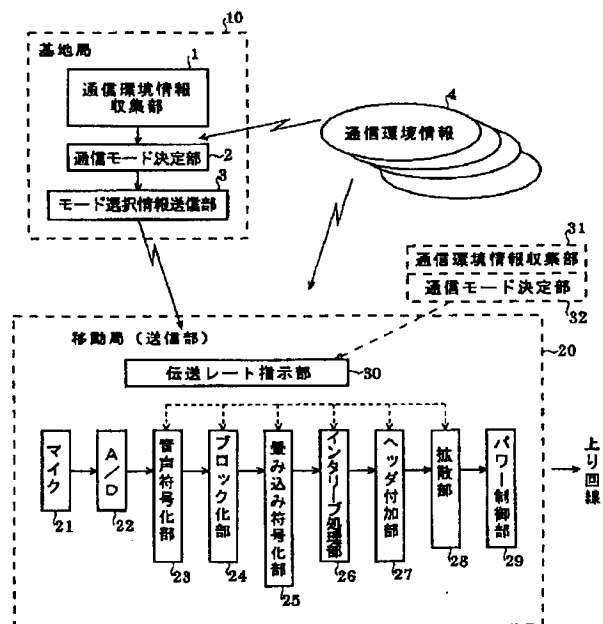 10
基地局
1
通信環境情報
収集部
通信モード決定部
2
3
モード選択情報送信部
4
通信環境情報
31
通信環境情報収集部
通信モード決定部
32
移動局(送信部)
20
伝送レート指示部
30
マイク
21
A/D
22
音声符号化部
23
ブロック化部
24
畳み込み符号化部
25
インタリーブ処理部
26
ヘッダ付加部
27
拡散部
28
パワー制御部
29
上り回線